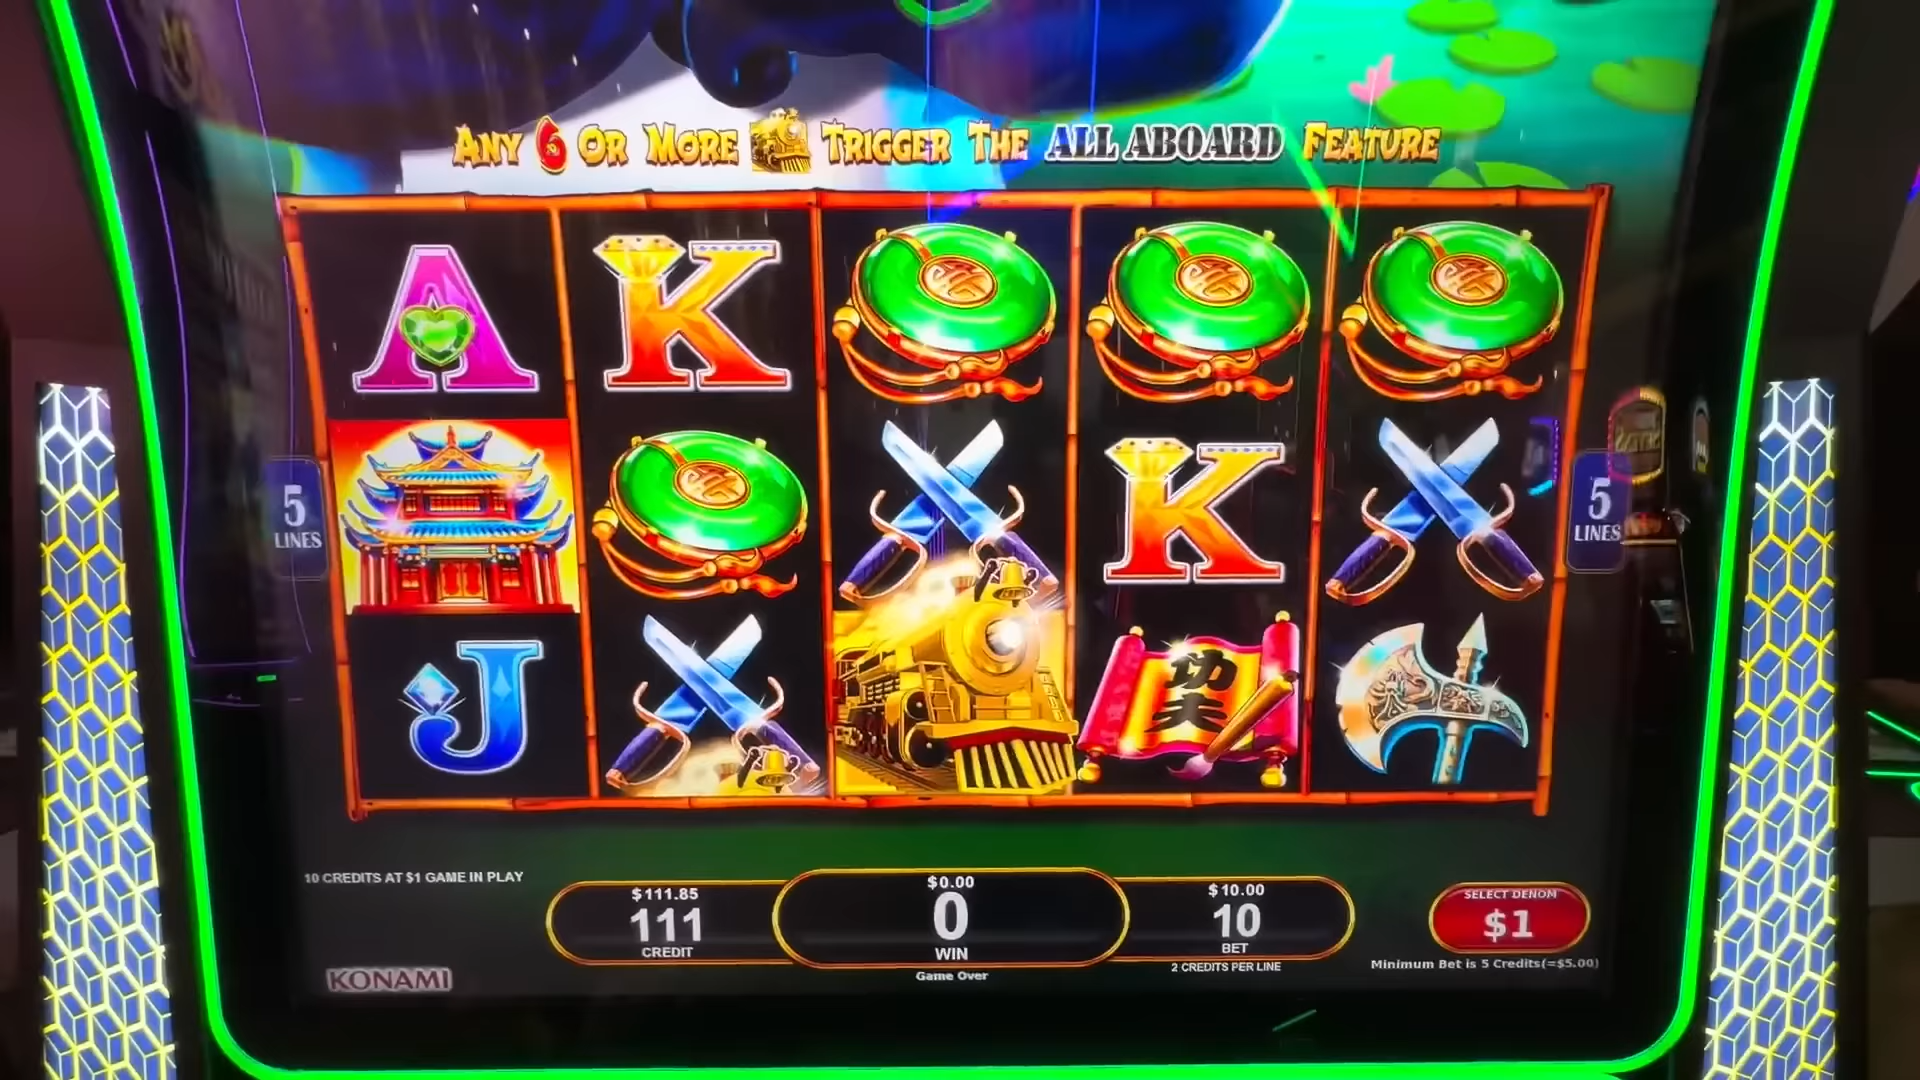 ANY 6 OR MORE TRIGGER THE ALL ABOARD FEATURE
A K
5 LINES
K
5 LINES
J
功夫
10 CREDITS AT $1 GAME IN PLAY
$111.85
111
CREDIT
$0.00
0
WIN
Game Over
$10.00
10
BET
2 CREDITS PER LINE
SELECT DENOM
$1
Minimum Bet is 5 Credits(=$5.00)
KONAMI